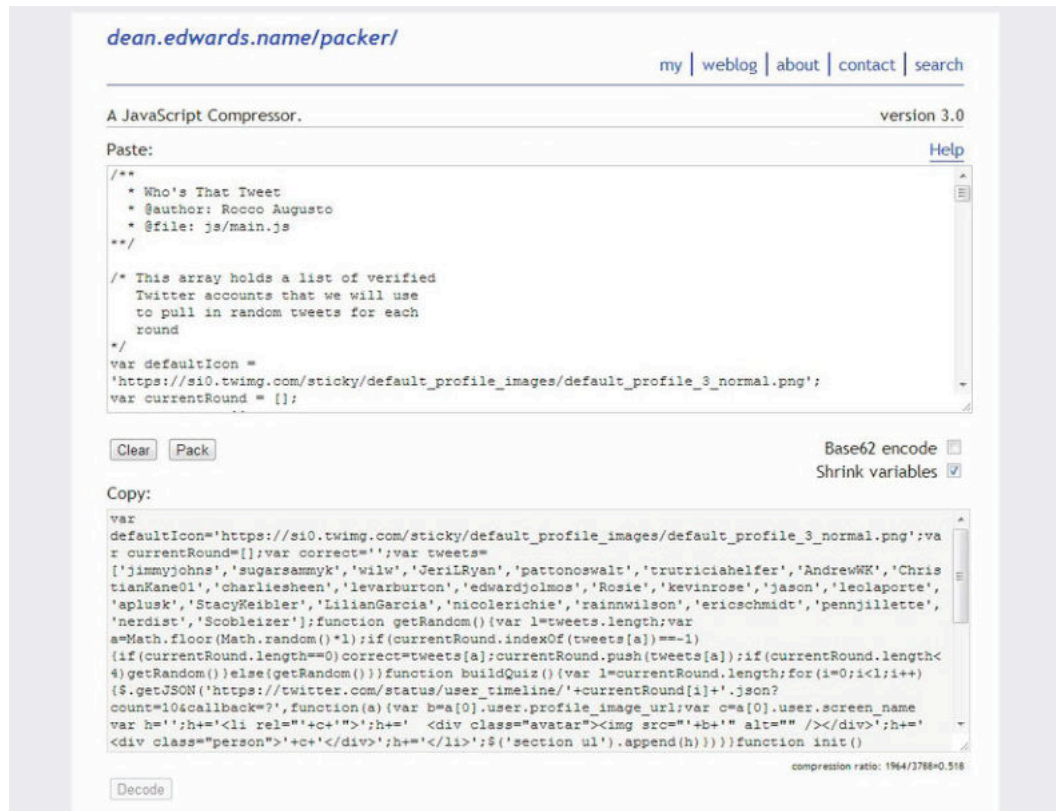 dean.edwards.name/packer/
my | weblog | about | contact | search
A JavaScript Compressor. version 3.0
Paste: Help
/**
  * Who's That Tweet
  * @author: Rocco Augusto
  * @file: js/main.js
**/
/* This array holds a list of verified
   Twitter accounts that we will use
   to pull in random tweets for each
   round
*/
var defaultIcon =
'https://si0.twimg.com/sticky/default_profile_images/default_profile_3_normal.png';
var currentRound = [];
Clear Pack Base62 encode
Shrink variables
Copy:
var
defaultIcon='https://si0.twimg.com/sticky/default_profile_images/default_profile_3_normal.png';va
r currentRound=[];var correct='';var tweets=
['jimmyjohns','sugarsammyk','wilw','JeriLRyan','pattonoswalt','trutriciahelfer','AndrewWK','Chris
tianKane01','charliesheen','levarburton','edwardjolmos','Rosie','kevinrose','jason','leolaporte',
'aplusk','StacyKeibler','LilianGarcia','nicolerichie','rainnwilson','ericschmidt','pennjillette',
'nerdist','Scobleizer'];function getRandom(){var l=tweets.length;var
a=Math.floor(Math.random()*l);if(currentRound.indexOf(tweets[a])==-1)
{if(currentRound.length==0)correct=tweets[a];currentRound.push(tweets[a]);if(currentRound.length<
4)getRandom()}else{getRandom()}}function buildQuiz(){var l=currentRound.length;for(i=0;i<l;i++)
{$.getJSON('https://twitter.com/status/user_timeline/'+currentRound[i]+'.json?
count=10&callback=?',function(a){var b=a[0].user.profile_image_url;var c=a[0].user.screen_name
var h='';h+='<li rel="'+c+'">';h+='  <div class="avatar"><img src="'+b+'" alt="" /></div>';h+='
<div class="person">'+c+'</div>';h+='</li>';$('section ul').append(h)})}}function init()
compression ratio: 1964/3788=0.518
Decode